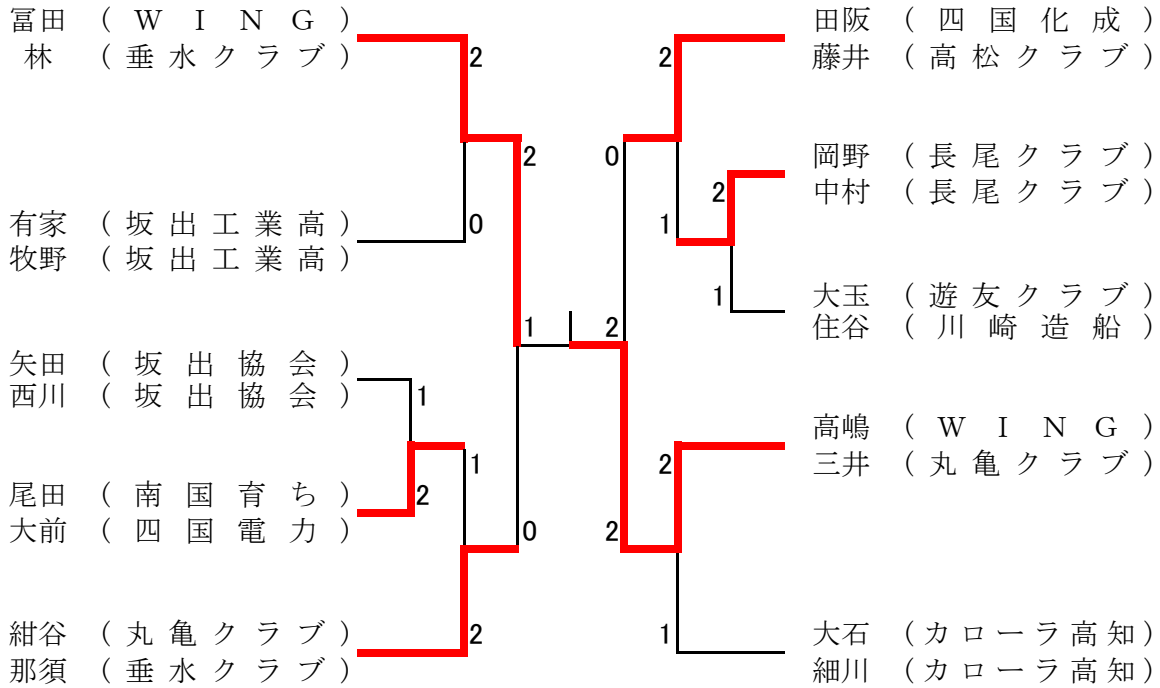 冨田 (WING)
林 (垂水クラブ)
2
有家 (坂出工業高)
牧野 (坂出工業高)
0
2
矢田 (坂出協会)
西川 (坂出協会)
1
尾田 (南国育ち)
大前 (四国電力)
2
1
紺谷 (丸亀クラブ)
那須 (垂水クラブ)
2
0
1
田阪 (四国化成)
藤井 (高松クラブ)
2
岡野 (長尾クラブ)
中村 (長尾クラブ)
2
大玉 (遊友クラブ)
住谷 (川崎造船)
1
1
0
高嶋 (WING)
三井 (丸亀クラブ)
2
大石 (カローラ高知)
細川 (カローラ高知)
1
2
2